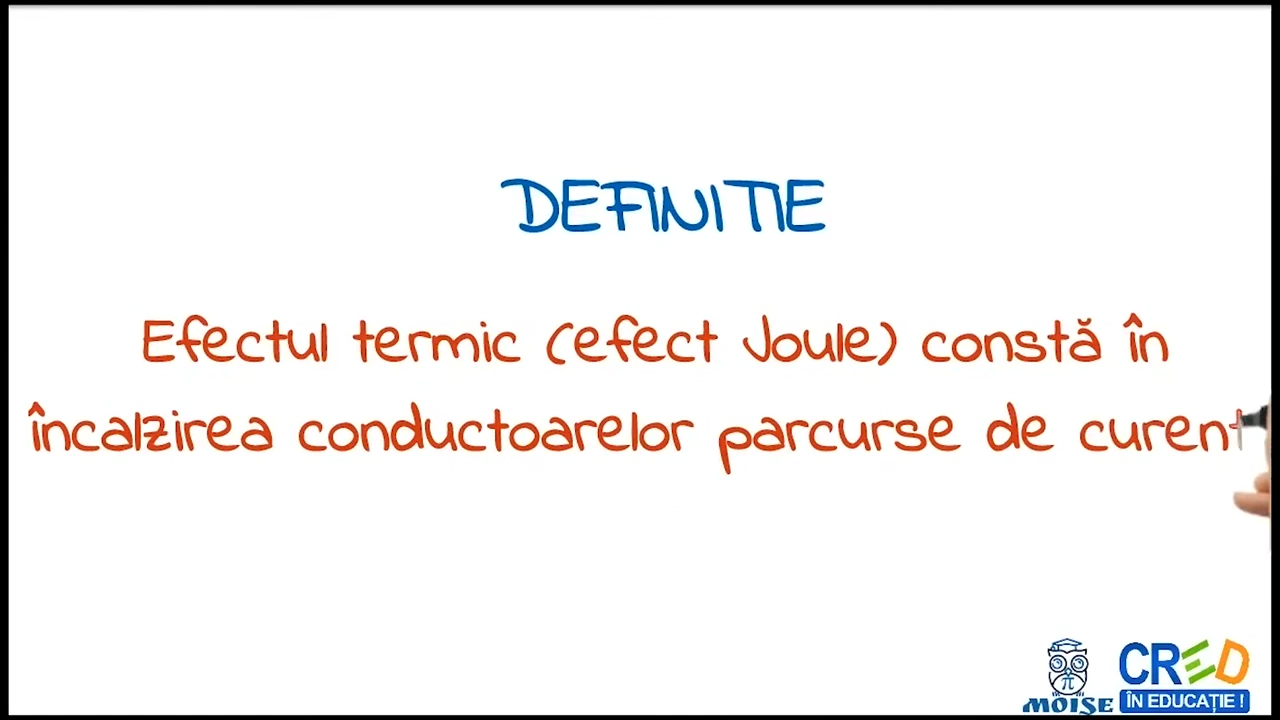 DEFINITIE
Efectul termic (efect Joule) constă în
încalzirea conductoarelor parcurse de curent
π
MOISE
CRED
ÎN EDUCAȚIE !